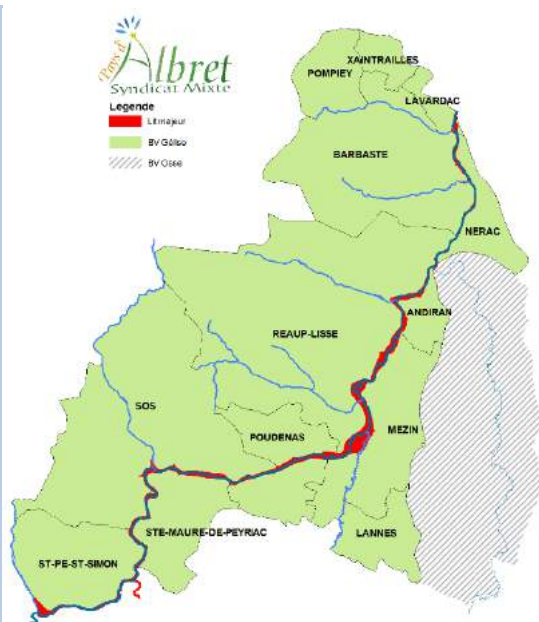 Pays d'
Albret
Syndicat Mixte
Légende
Lit majeur
BV Gélise
BV Osse
XAINTRAILLES
POMPIEY
LAVARDAC
BARBASTE
NERAC
ANDIRAN
REAUP-LISSE
SOS
MEZIN
POUDENAS
STE-MAURE-DE-PEYRIAC
LANNES
ST-PE-ST-SIMON